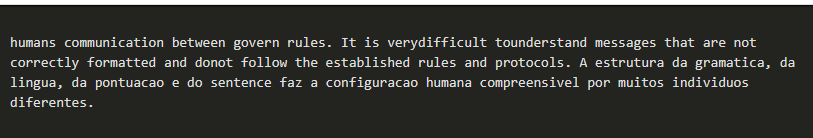 humans communication between govern rules. It is verydifficult tounderstand messages that are not
correctly formatted and donot follow the established rules and protocols. A estrutura da gramatica, da
lingua, da pontuacao e do sentence faz a configuracao humana compreensivel por muitos individuos
diferentes.